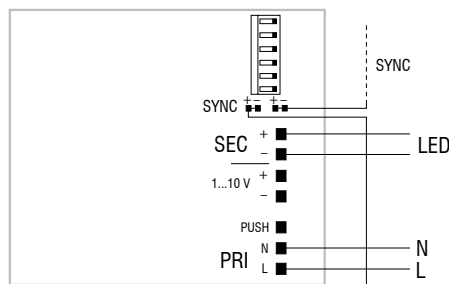 SYNC
+ - + -
SYNC
+
SEC
-
LED
+
1...10 V
-
PUSH
N
N
PRI
L
L